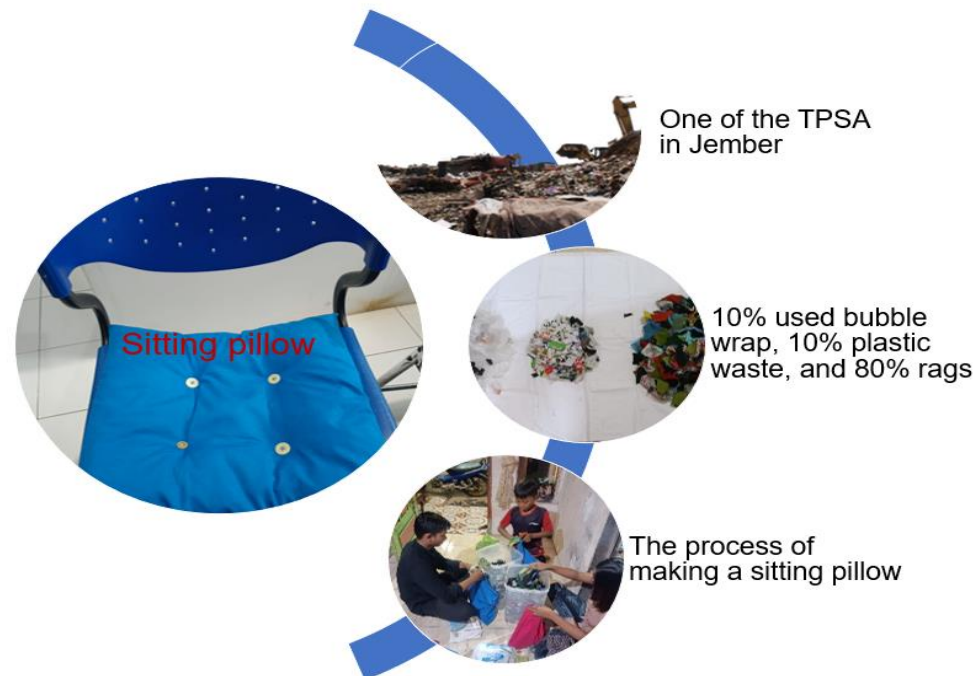 One of the TPSA
in Jember
Sitting pillow
10% used bubble
wrap, 10% plastic
waste, and 80% rags
The process of
making a sitting pillow